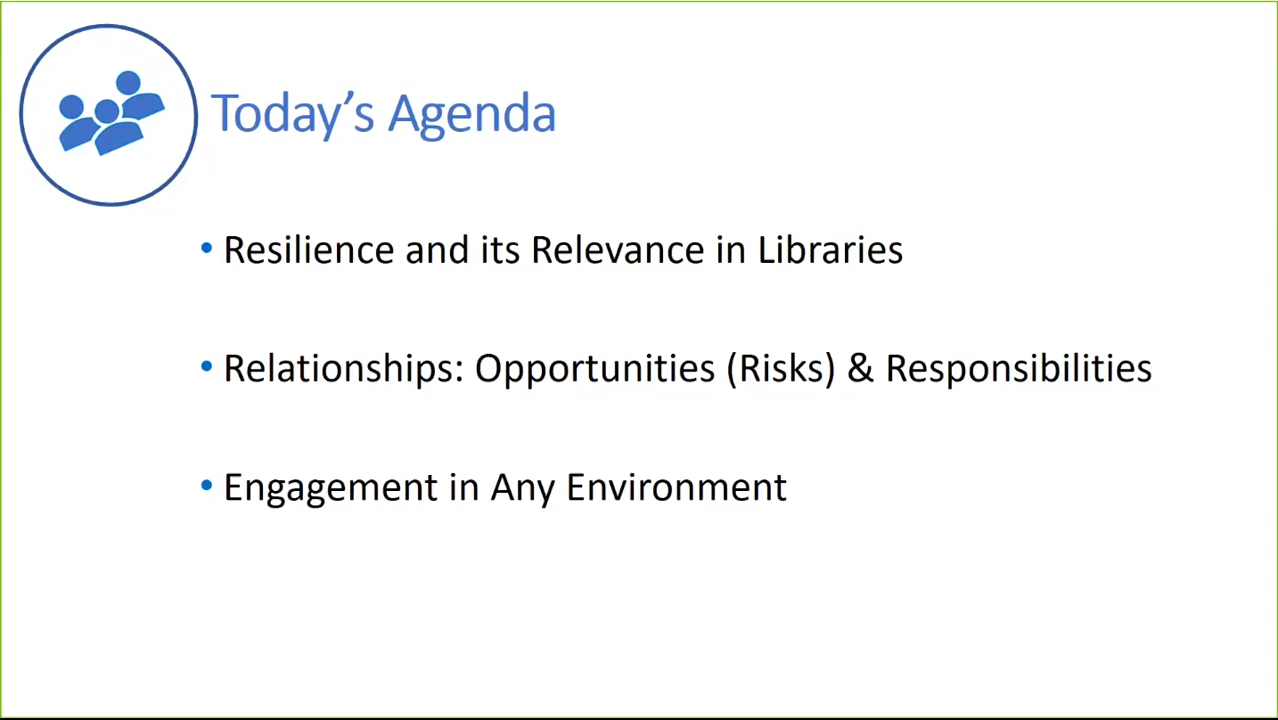 Today’s Agenda
• Resilience and its Relevance in Libraries
• Relationships: Opportunities (Risks) & Responsibilities
• Engagement in Any Environment